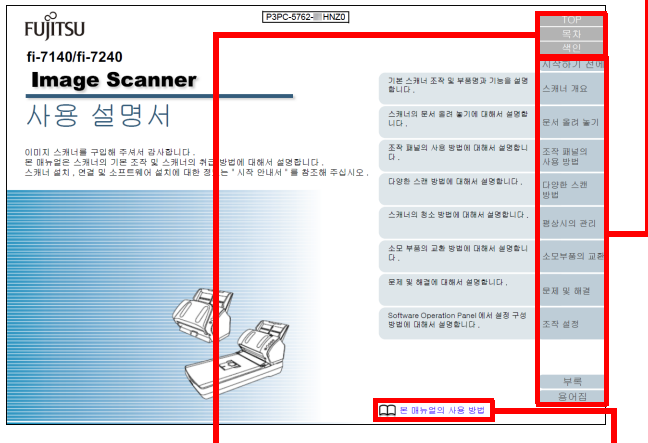 FUJITSU
P3PC-5762- HNZ0
fi-7140/fi-7240
Image Scanner
사용 설명서
이미지 스캐너를 구입해 주셔서 감사합니다 .
본 매뉴얼은 스캐너의 기본 조작 및 스캐너의 취급 방법에 대해서 설명합니다 .
스캐너 설치 , 연결 및 소프트웨어 설치에 대한 정보는 " 시작 안내서 " 를 참조해 주십시오 .
TOP
목차
색인
시작하기 전에
기본 스캐너 조작 및 부품명과 기능을 설명
합니다 .
스캐너 개요
스캐너의 문서 올려 놓기에 대해서 설명합
니다 .
문서 올려 놓기
조작 패널의 사용 방법에 대해서 설명합니
다 .
조작 패널의
사용 방법
다양한 스캔 방법에 대해서 설명합니다 .
다양한 스캔
방법
스캐너의 청소 방법에 대해서 설명합니다 .
평상시의 관리
소모 부품의 교환 방법에 대해서 설명합니
다 .
소모부품의 교환
문제 및 해결에 대해서 설명합니다 .
문제 및 해결
Software Operation Panel 에서 설정 구성
방법에 대해서 설명합니다 .
조작 설정
부록
용어집
본 매뉴얼의 사용 방법